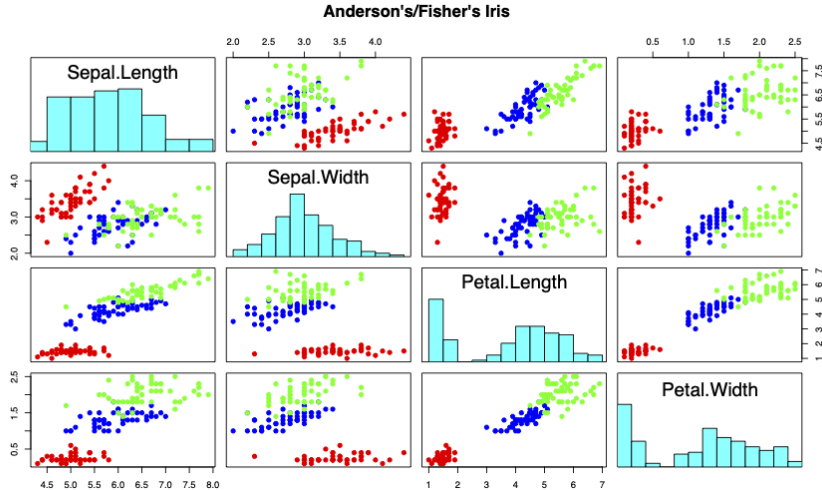 Anderson's/Fisher's Iris
2.0 2.5 3.0 3.5 4.0
0.5 1.0 1.5 2.0 2.5
Sepal.Length
4.5 5.5 6.5 7.5
Sepal.Width
2.0 3.0 4.0
Petal.Length
1 2 3 4 5 6 7
Petal.Width
0.5 1.5 2.5
4.5 5.0 5.5 6.0 6.5 7.0 7.5 8.0
1 2 3 4 5 6 7